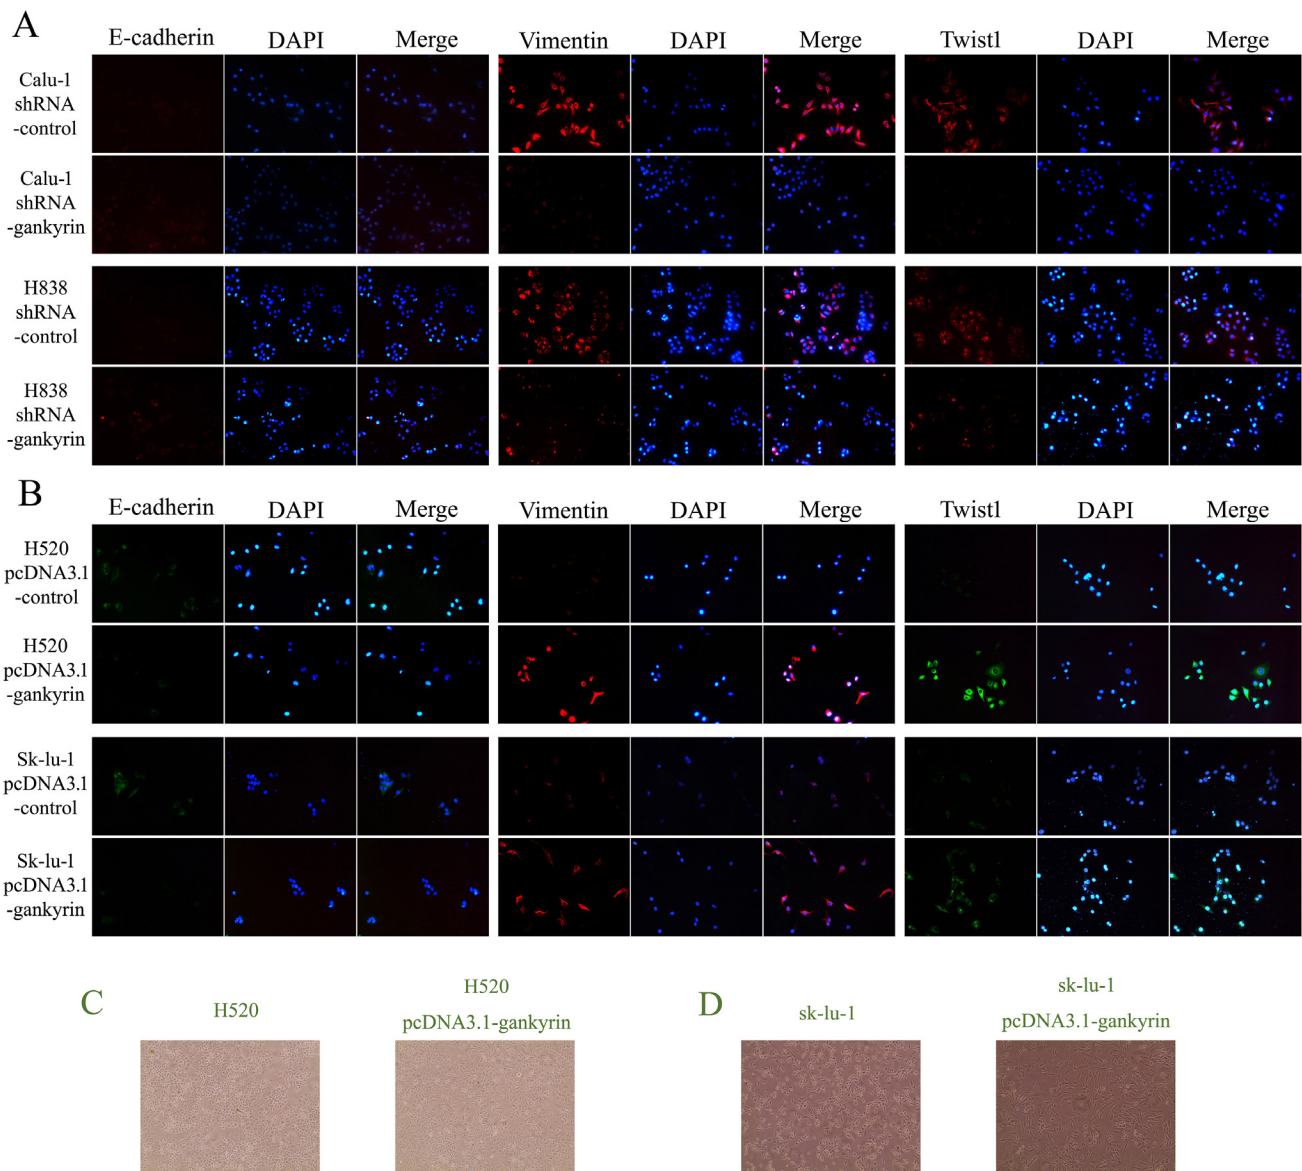 A
E-cadherin DAPI Merge Vimentin DAPI Merge Twist1 DAPI Merge
Calu-1
shRNA
-control
Calu-1
shRNA
-gankyrin
H838
shRNA
-control
H838
shRNA
-gankyrin
B
E-cadherin DAPI Merge Vimentin DAPI Merge Twist1 DAPI Merge
H520
pcDNA3.1
-control
H520
pcDNA3.1
-gankyrin
Sk-lu-1
pcDNA3.1
-control
Sk-lu-1
pcDNA3.1
-gankyrin
C
H520
H520
pcDNA3.1-gankyrin
D
sk-lu-1
sk-lu-1
pcDNA3.1-gankyrin